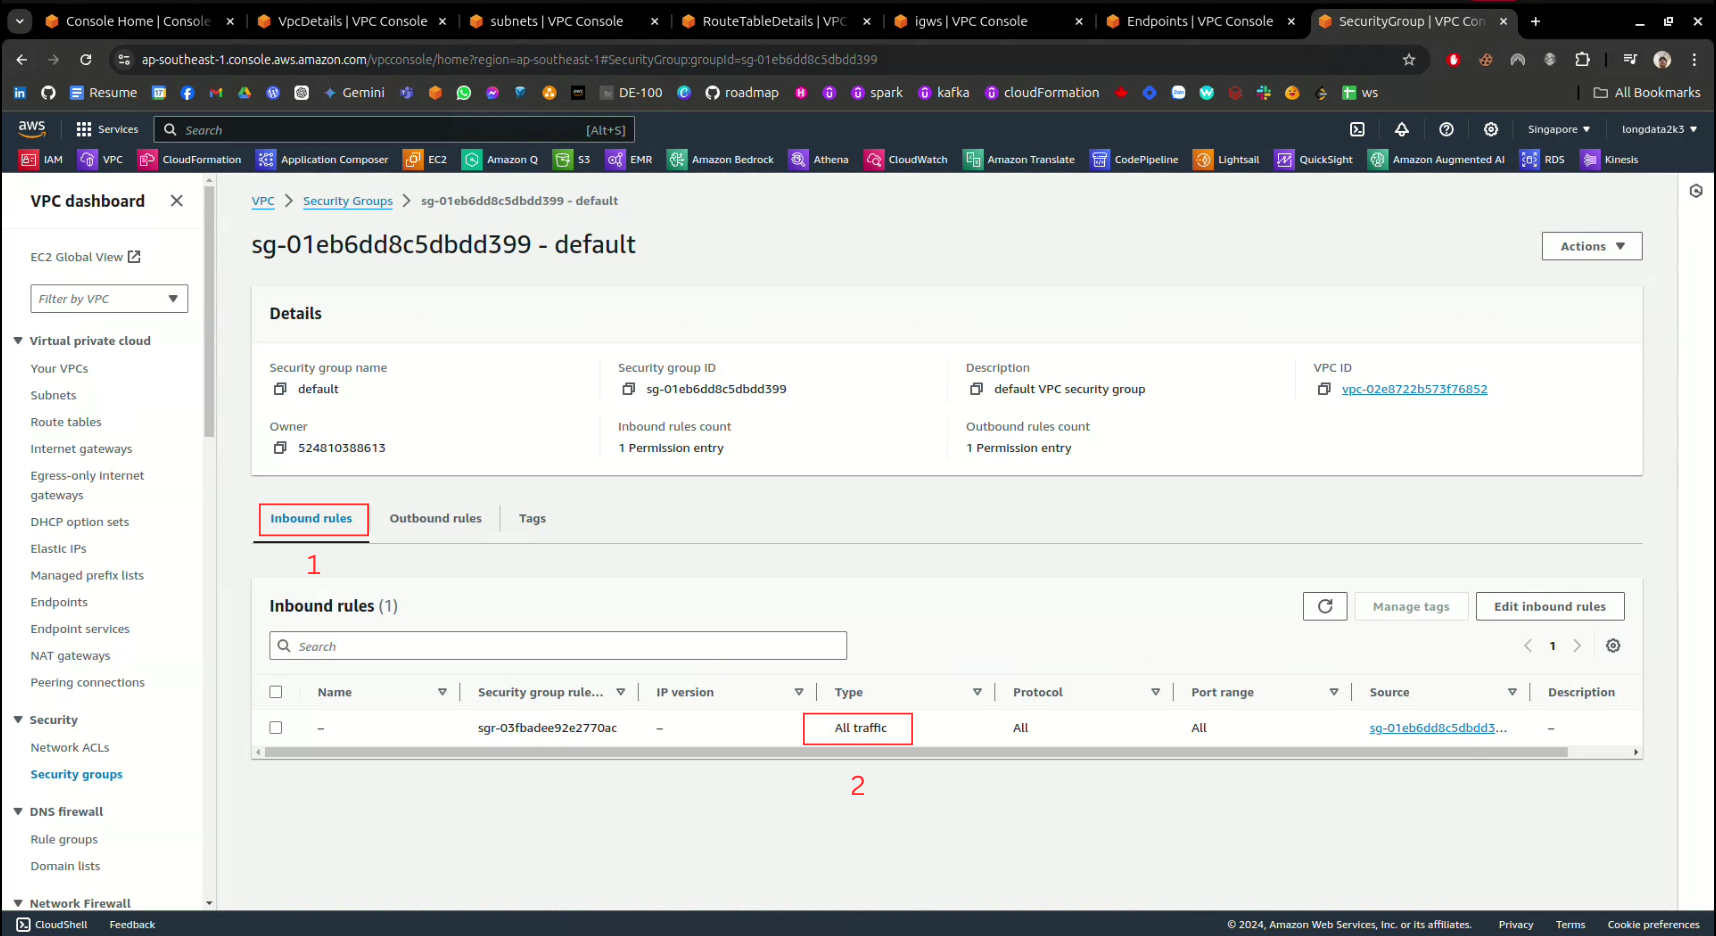 Console Home | Console
VpcDetails | VPC Console
subnets | VPC Console
RouteTableDetails | VPC
igws | VPC Console
Endpoints | VPC Console
SecurityGroup | VPC Con
ap-southeast-1.console.aws.amazon.com/vpcconsole/home?region=ap-southeast-1#SecurityGroup:groupId=sg-01eb6dd8c5dbdd399
Resume
Gemini
DE-100
roadmap
spark
kafka
cloudFormation
ws
All Bookmarks
aws
Services
Search
[Alt+S]
Singapore
longdata2k3
IAM
VPC
CloudFormation
Application Composer
EC2
Amazon Q
S3
EMR
Amazon Bedrock
Athena
CloudWatch
Amazon Translate
CodePipeline
Lightsail
QuickSight
Amazon Augmented AI
RDS
Kinesis
VPC dashboard
EC2 Global View
Filter by VPC
Virtual private cloud
Your VPCs
Subnets
Route tables
Internet gateways
Egress-only internet
gateways
DHCP option sets
Elastic IPs
Managed prefix lists
Endpoints
Endpoint services
NAT gateways
Peering connections
Security
Network ACLs
Security groups
DNS firewall
Rule groups
Domain lists
Network Firewall
VPC
Security Groups
sg-01eb6dd8c5dbdd399 - default
sg-01eb6dd8c5dbdd399 - default
Actions
Details
Security group name
default
Security group ID
sg-01eb6dd8c5dbdd399
Description
default VPC security group
VPC ID
vpc-02e8722b573f76852
Owner
524810388613
Inbound rules count
1 Permission entry
Outbound rules count
1 Permission entry
Inbound rules
Outbound rules
Tags
1
Inbound rules (1)
Manage tags
Edit inbound rules
Search
1
Name
Security group rule...
IP version
Type
Protocol
Port range
Source
Description
–
sgr-03fbadee92e2770ac
–
All traffic
All
All
sg-01eb6dd8c5dbdd3...
–
2
CloudShell
Feedback
© 2024, Amazon Web Services, Inc. or its affiliates.
Privacy
Terms
Cookie preferences